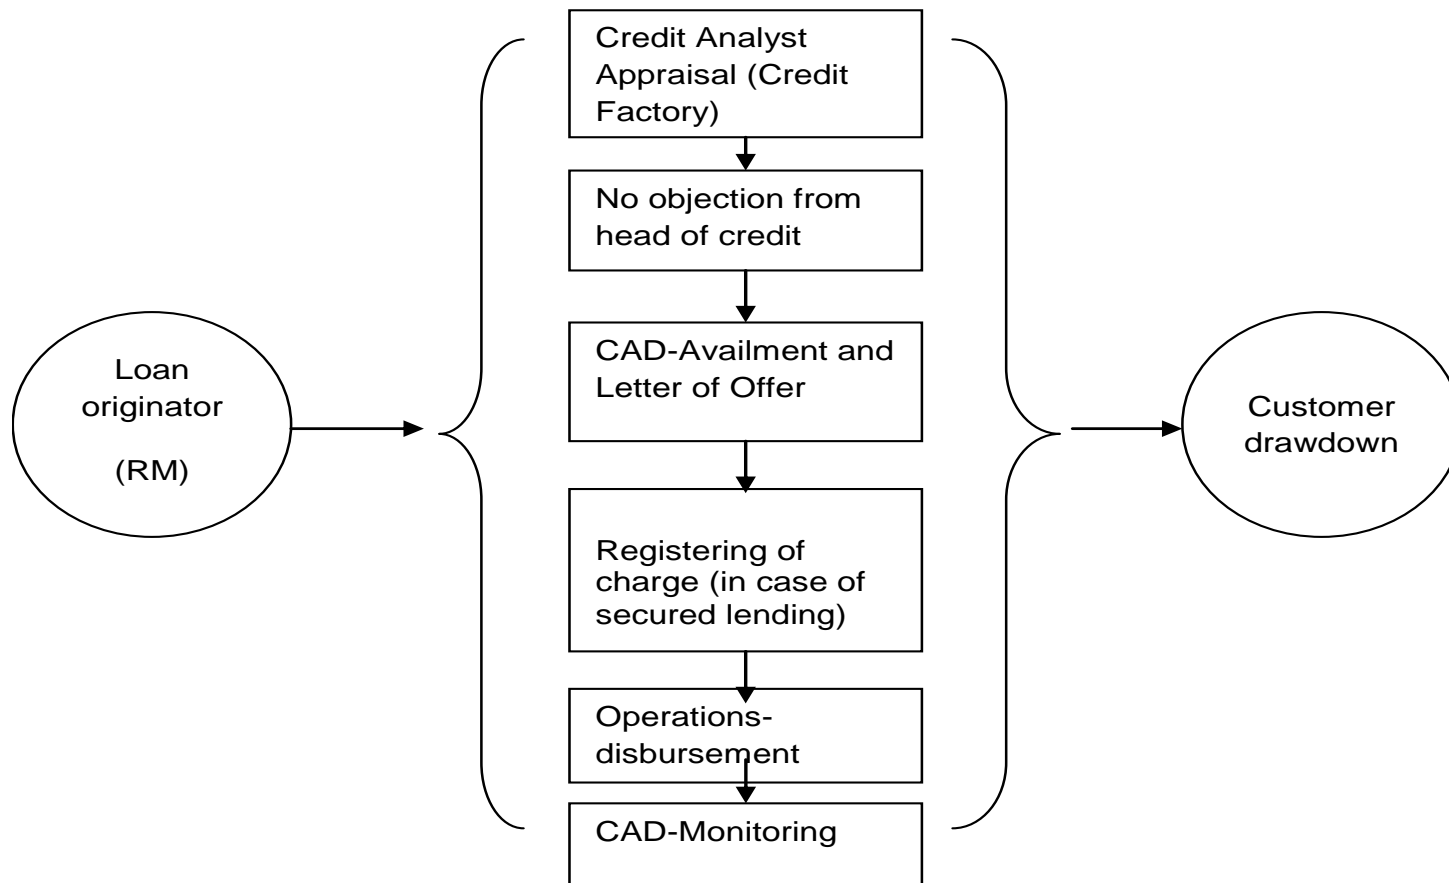 Loan
originator
(RM)
Credit Analyst
Appraisal (Credit
Factory)
No objection from
head of credit
CAD-Availment and
Letter of Offer
Registering of
charge (in case of
secured lending)
Operations-
disbursement
CAD-Monitoring
Customer
drawdown